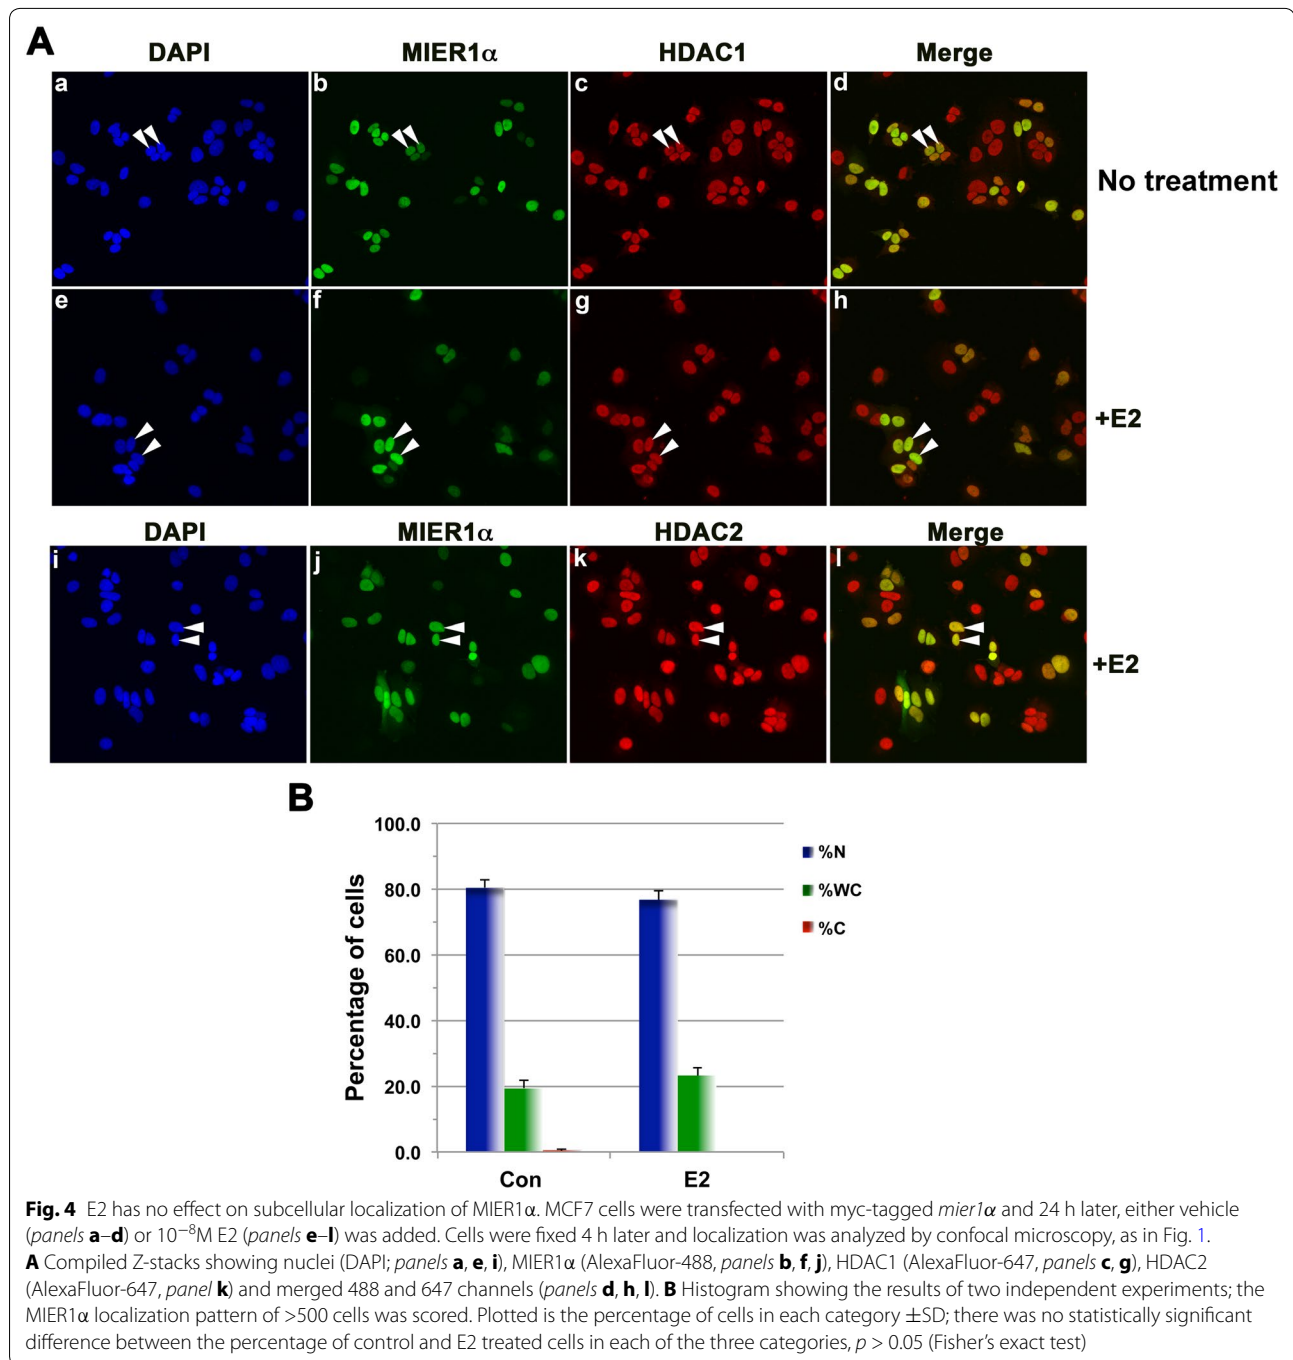 A
DAPI MIER1α HDAC1 Merge
a b c d
No treatment
e f g h
+E2
DAPI MIER1α HDAC2 Merge
i j k l
+E2
B
100.0
80.0
60.0
40.0
20.0
0.0
Percentage of cells
%N
%WC
%C
Con E2
Fig. 4 E2 has no effect on subcellular localization of MIER1α. MCF7 cells were transfected with myc-tagged mier1α and 24 h later, either vehicle
(panels a–d) or 10⁻⁸M E2 (panels e–l) was added. Cells were fixed 4 h later and localization was analyzed by confocal microscopy, as in Fig. 1.
A Compiled Z-stacks showing nuclei (DAPI; panels a, e, i), MIER1α (AlexaFluor-488, panels b, f, j), HDAC1 (AlexaFluor-647, panels c, g), HDAC2
(AlexaFluor-647, panel k) and merged 488 and 647 channels (panels d, h, l). B Histogram showing the results of two independent experiments; the
MIER1α localization pattern of >500 cells was scored. Plotted is the percentage of cells in each category ±SD; there was no statistically significant
difference between the percentage of control and E2 treated cells in each of the three categories, p > 0.05 (Fisher's exact test)